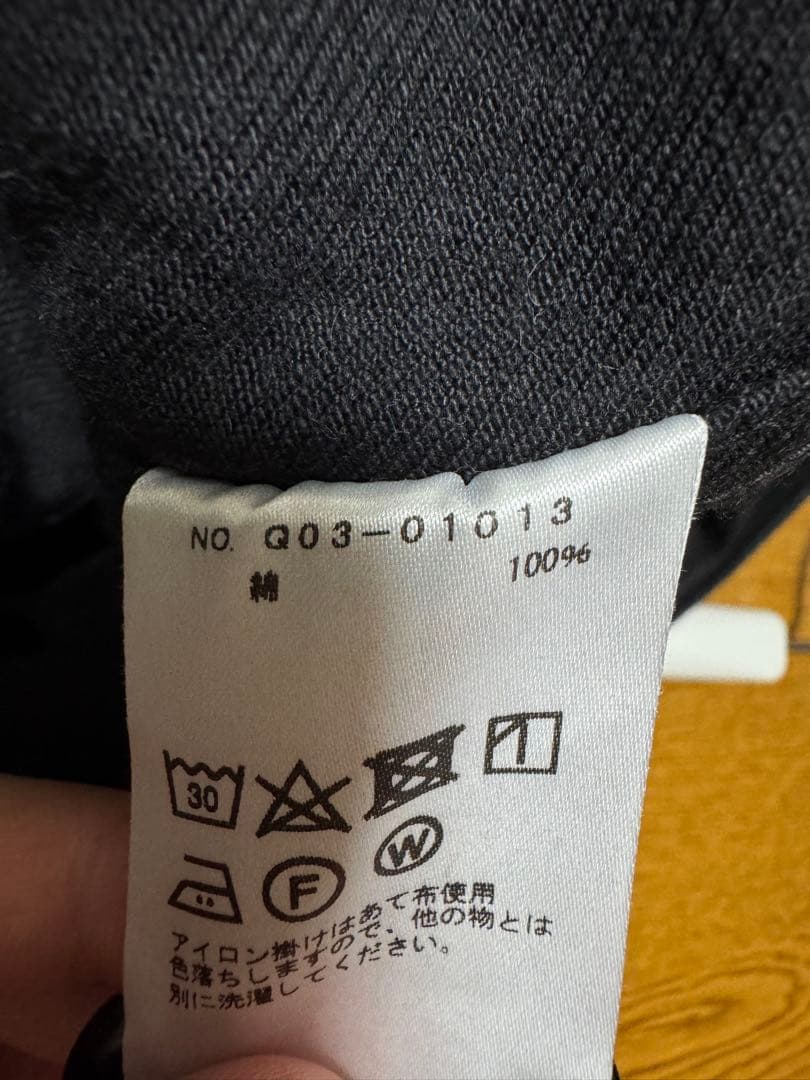 NO. Q03-01013
綿 100%
30
F W
アイロン掛けはあて布使用
色落ちしますので、他の物とは
別に洗濯してください。